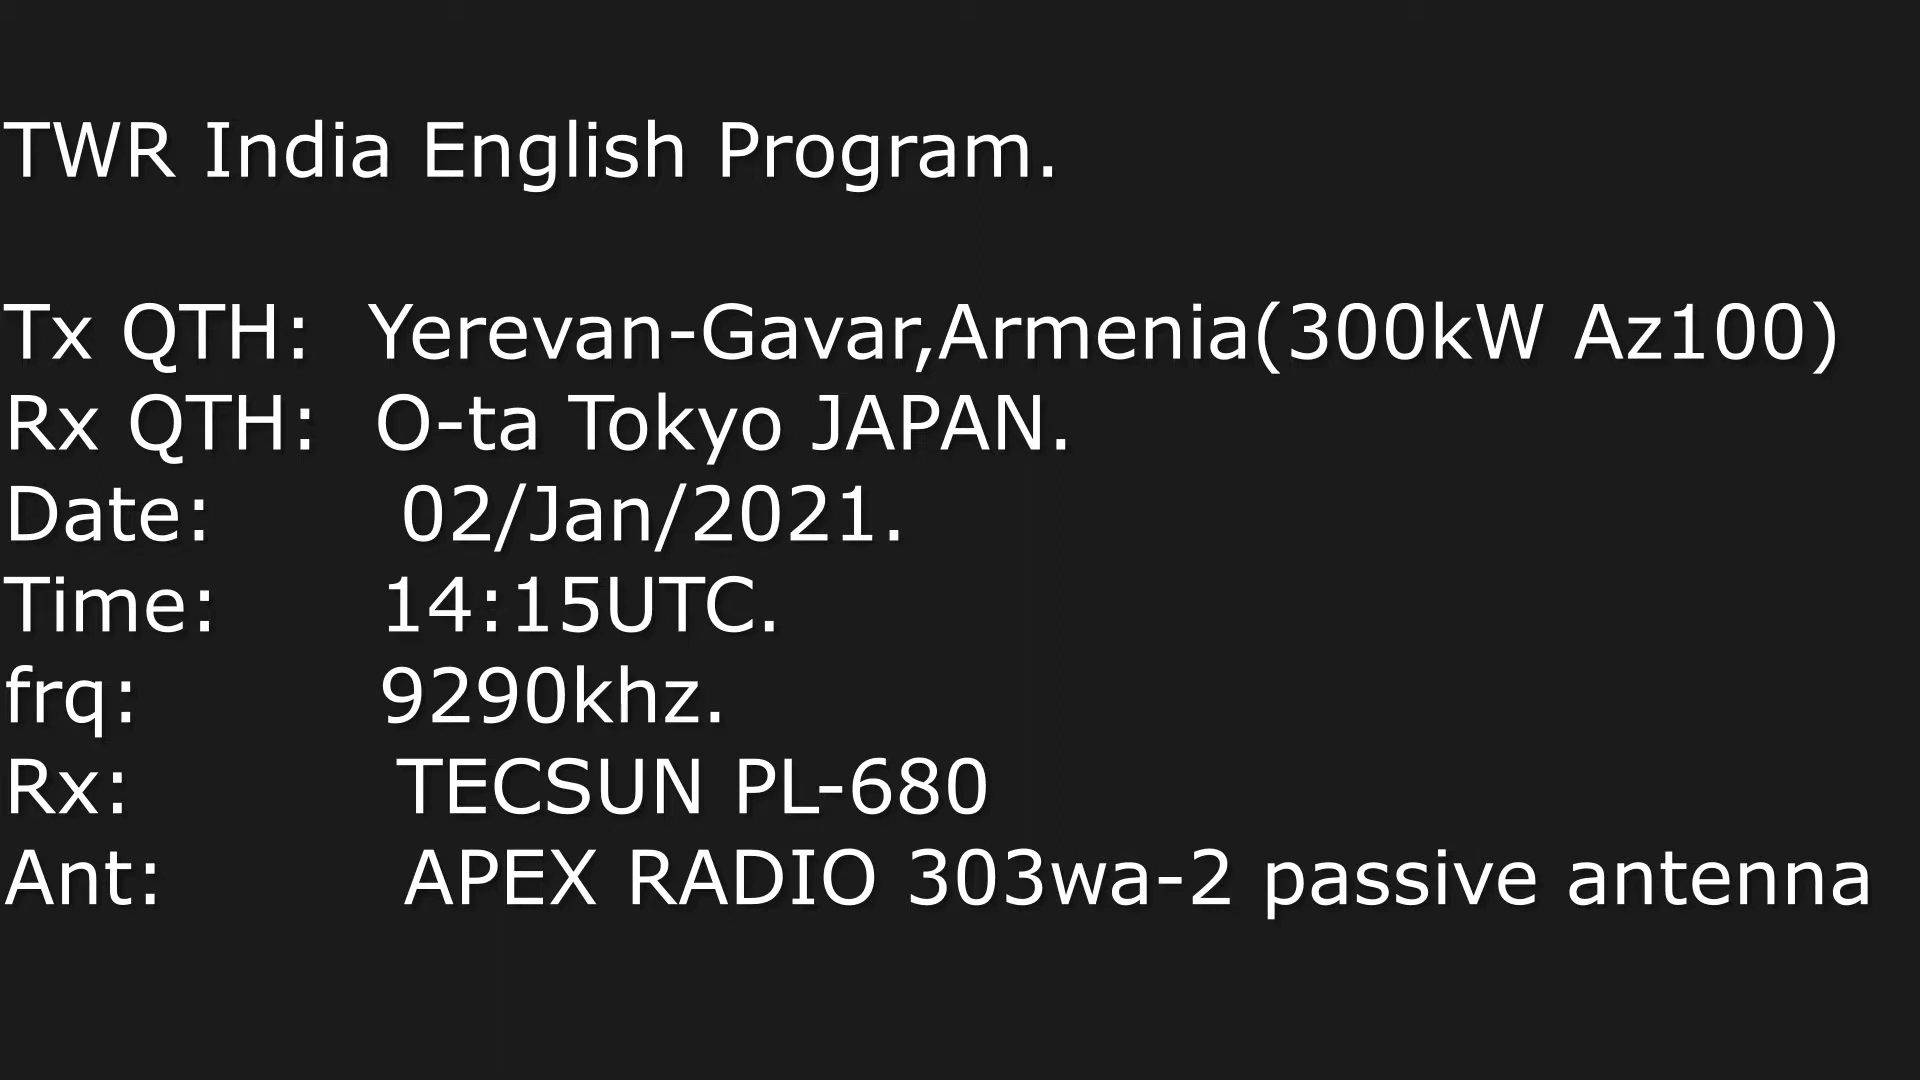 TWR India English Program.
Tx QTH: Yerevan-Gavar,Armenia(300kW Az100)
Rx QTH: O-ta Tokyo JAPAN.
Date: 02/Jan/2021.
Time: 14:15UTC.
frq: 9290khz.
Rx: TECSUN PL-680
Ant: APEX RADIO 303wa-2 passive antenna